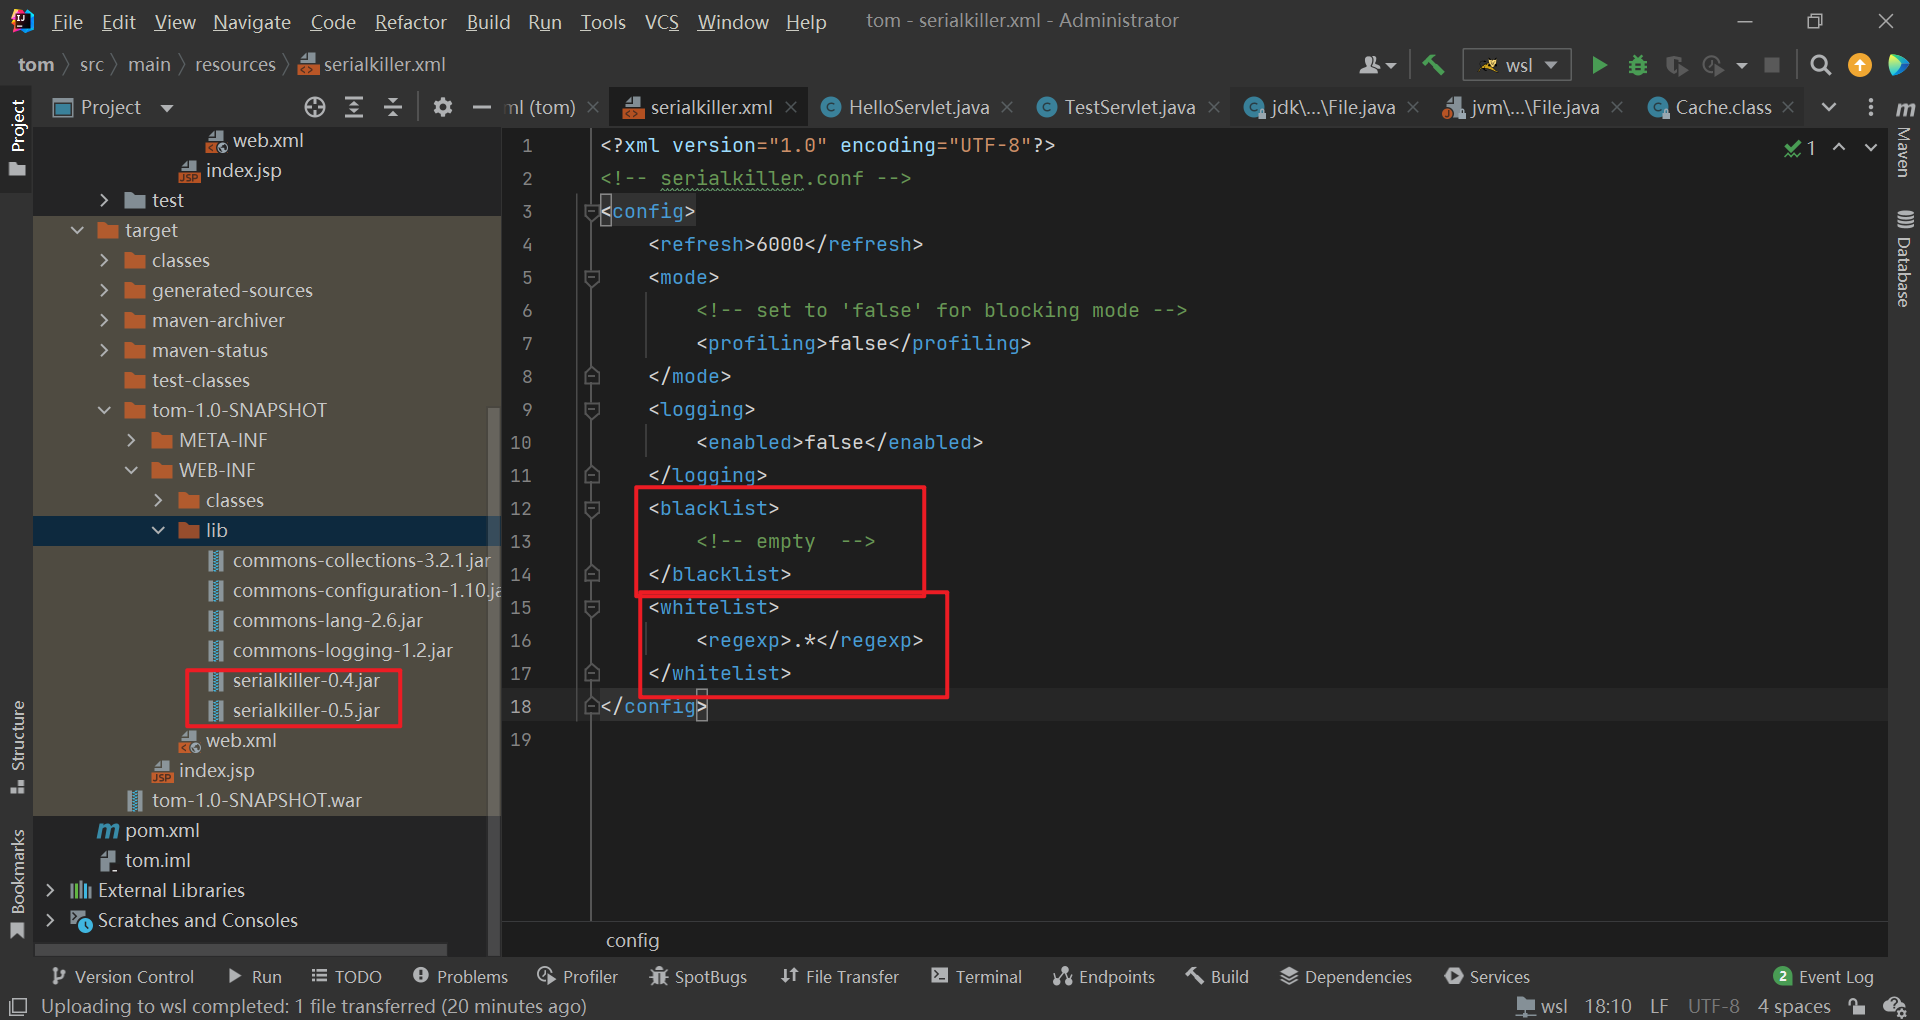 File Edit View Navigate Code Refactor Build Run Tools VCS Window Help tom - serialkiller.xml - Administrator
tom src main resources serialkiller.xml
wsl
Project
ml (tom) serialkiller.xml HelloServlet.java TestServlet.java jdk\...\File.java jvm\...\File.java Cache.class
Project
Structure
Bookmarks
web.xml
index.jsp
test
target
classes
generated-sources
maven-archiver
maven-status
test-classes
tom-1.0-SNAPSHOT
META-INF
WEB-INF
classes
lib
commons-collections-3.2.1.jar
commons-configuration-1.10.ja
commons-lang-2.6.jar
commons-logging-1.2.jar
serialkiller-0.4.jar
serialkiller-0.5.jar
web.xml
index.jsp
tom-1.0-SNAPSHOT.war
pom.xml
tom.iml
External Libraries
Scratches and Consoles
1 <?xml version="1.0" encoding="UTF-8"?>
2 <!-- serialkiller.conf -->
3 <config>
4 <refresh>6000</refresh>
5 <mode>
6 <!-- set to 'false' for blocking mode -->
7 <profiling>false</profiling>
8 </mode>
9 <logging>
10 <enabled>false</enabled>
11 </logging>
12 <blacklist>
13 <!-- empty  -->
14 </blacklist>
15 <whitelist>
16 <regexp>.*</regexp>
17 </whitelist>
18 </config>
19
1
Maven
Database
config
Version Control Run TODO Problems Profiler SpotBugs File Transfer Terminal Endpoints Build Dependencies Services 2 Event Log
Uploading to wsl completed: 1 file transferred (20 minutes ago) wsl 18:10 LF UTF-8 4 spaces